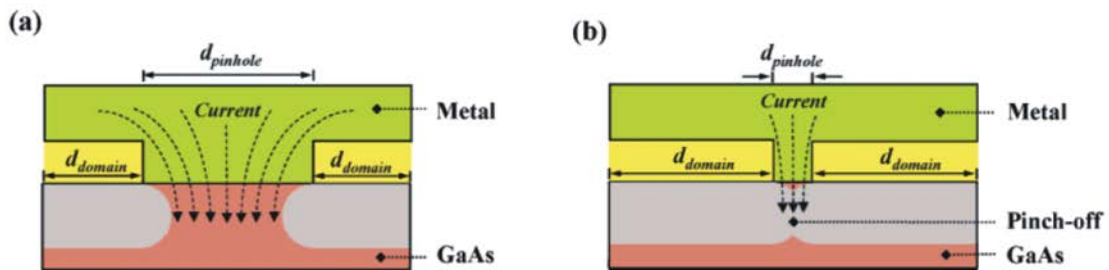 (a)
d_pinhole
Current
Metal
d_domain
d_domain
GaAs
(b)
d_pinhole
Current
Metal
d_domain
d_domain
Pinch-off
GaAs